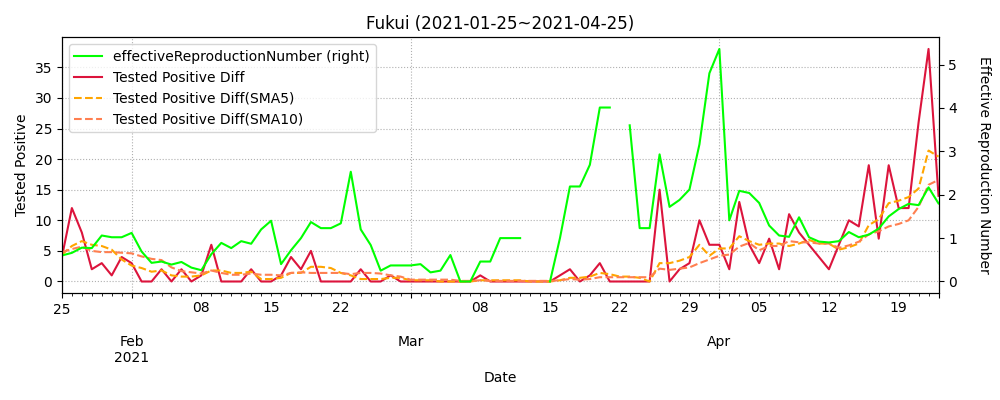 Fukui (2021-01-25~2021-04-25)
effectiveReproductionNumber (right)
Tested Positive Diff
Tested Positive Diff(SMA5)
Tested Positive Diff(SMA10)
Tested Positive
35
30
25
20
15
10
5
0
5
4
3
2
1
0
Effective Reproduction Number
25 08 15 22 08 15 22 29 05 12 19
Feb Mar Apr
2021
Date